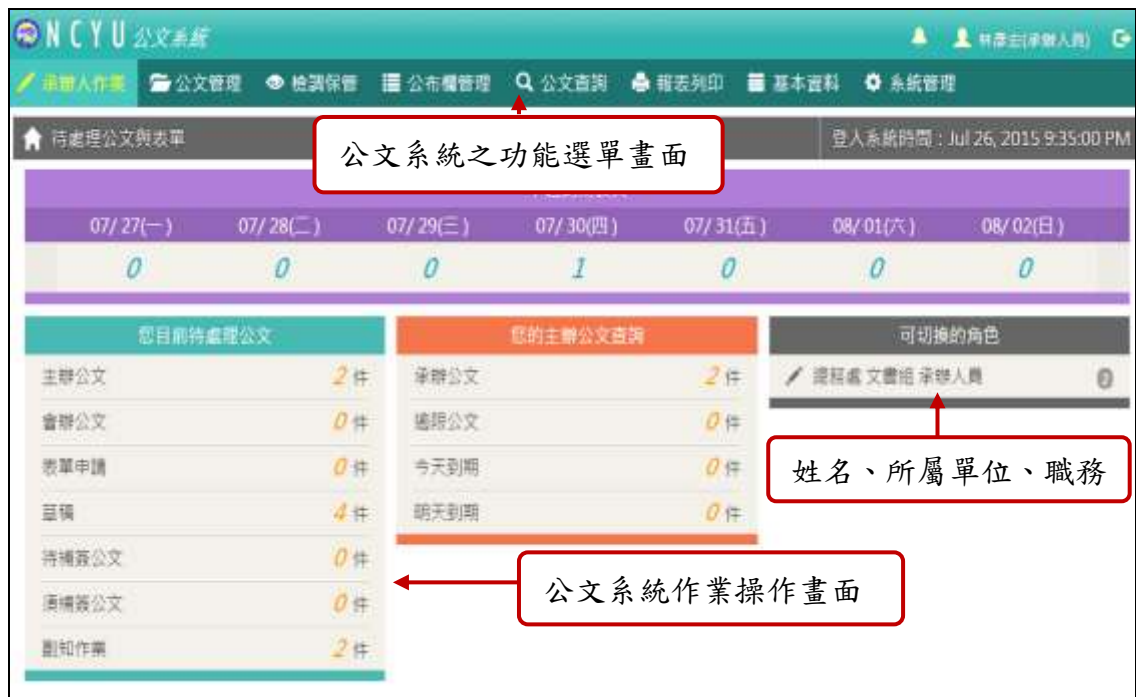 NCYU 公文系統
承辦人作業 公文管理 檢調保管 公布欄管理 公文查詢 報表列印 基本資料 系統管理
待處理公文與表單
登入系統時間：Jul 26, 2015 9:35:00 PM
公文系統之功能選單畫面
07/27(一) 07/28(二) 07/29(三) 07/30(四) 07/31(五) 08/01(六) 08/02(日)
0 0 0 1 0 0 0
您目前待處理公文
主辦公文 2 件
會辦公文 0 件
表單申請 0 件
草稿 4 件
待補簽公文 0 件
須補簽公文 0 件
副知作業 2 件
您的主辦公文查詢
承辦公文 2 件
逾限公文 0 件
今天到期 0 件
明天到期 0 件
可切換的角色
總務處 文書組 承辦人員 2
姓名、所屬單位、職務
公文系統作業操作畫面